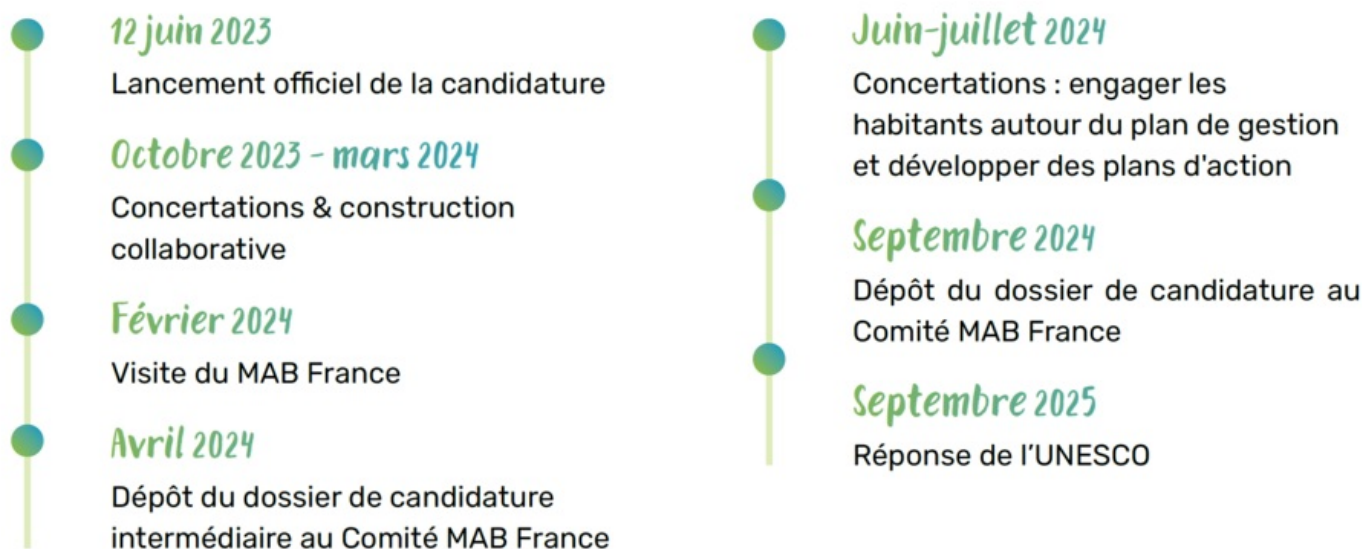 12 juin 2023
Lancement officiel de la candidature
Octobre 2023 - mars 2024
Concertations & construction
collaborative
Février 2024
Visite du MAB France
Avril 2024
Dépôt du dossier de candidature
intermédiaire au Comité MAB France
Juin-juillet 2024
Concertations : engager les
habitants autour du plan de gestion
et développer des plans d'action
Septembre 2024
Dépôt du dossier de candidature au
Comité MAB France
Septembre 2025
Réponse de l’UNESCO